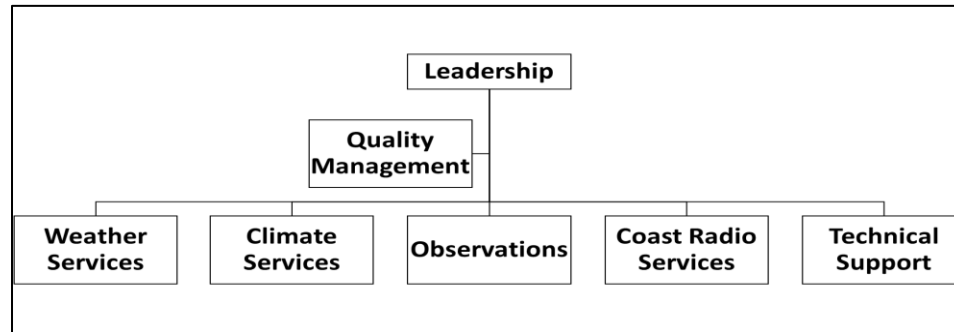 Leadership
Quality
Management
Weather
Services
Climate
Services
Observations
Coast Radio
Services
Technical
Support